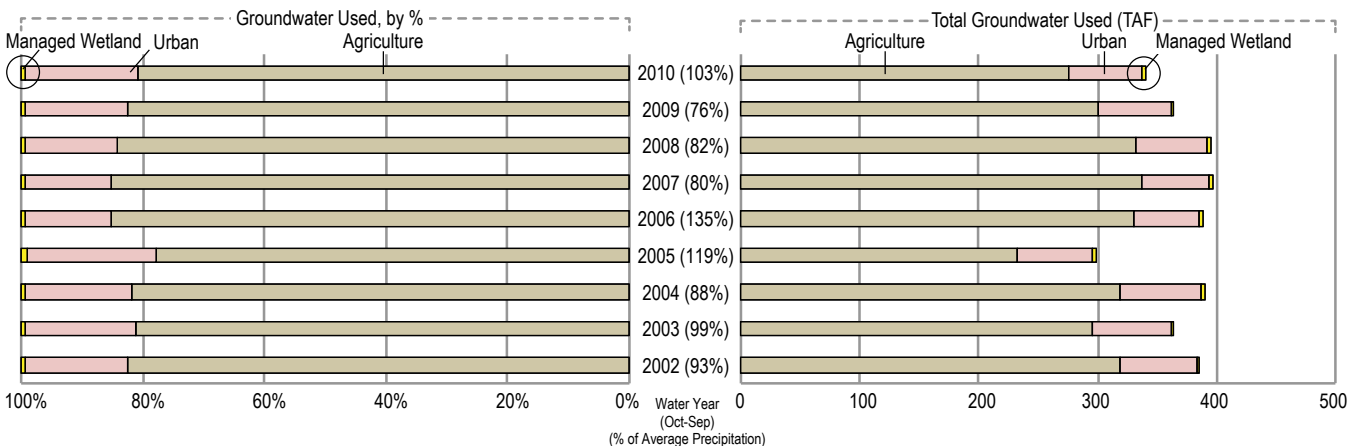 Groundwater Used, by %
Total Groundwater Used (TAF)
Managed Wetland Urban Agriculture
Agriculture Urban Managed Wetland
2010 (103%)
2009 (76%)
2008 (82%)
2007 (80%)
2006 (135%)
2005 (119%)
2004 (88%)
2003 (99%)
2002 (93%)
100% 80% 60% 40% 20% 0%
Water Year
(Oct-Sep)
(% of Average Precipitation)
0 100 200 300 400 500